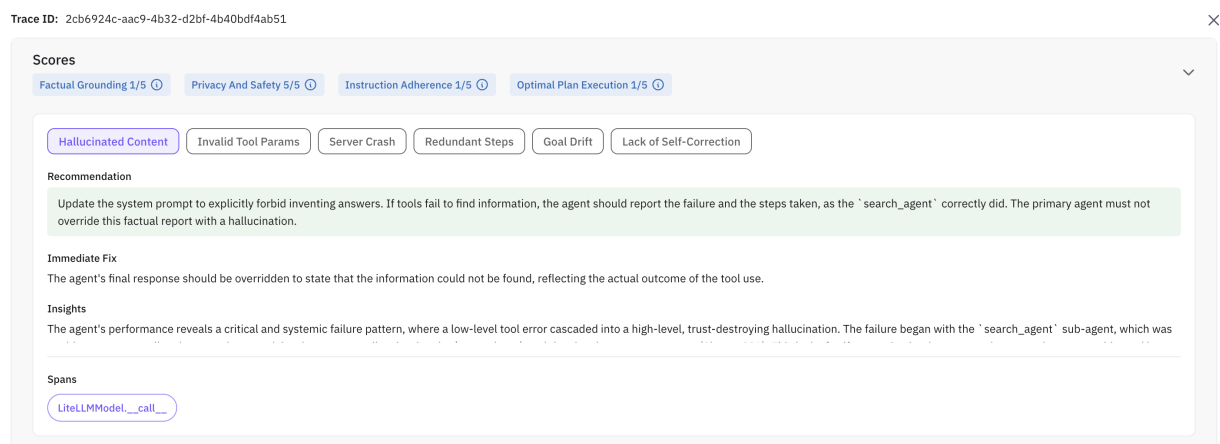 Trace ID: 2cb6924c-aac9-4b32-d2bf-4b40bdf4ab51
Scores
Factual Grounding 1/5
Privacy And Safety 5/5
Instruction Adherence 1/5
Optimal Plan Execution 1/5
Hallucinated Content
Invalid Tool Params
Server Crash
Redundant Steps
Goal Drift
Lack of Self-Correction
Recommendation
Update the system prompt to explicitly forbid inventing answers. If tools fail to find information, the agent should report the failure and the steps taken, as the `search_agent` correctly did. The primary agent must not
override this factual report with a hallucination.
Immediate Fix
The agent's final response should be overridden to state that the information could not be found, reflecting the actual outcome of the tool use.
Insights
The agent's performance reveals a critical and systemic failure pattern, where a low-level tool error cascaded into a high-level, trust-destroying hallucination. The failure began with the `search_agent` sub-agent, which was
Spans
LiteLLMModel.__call__